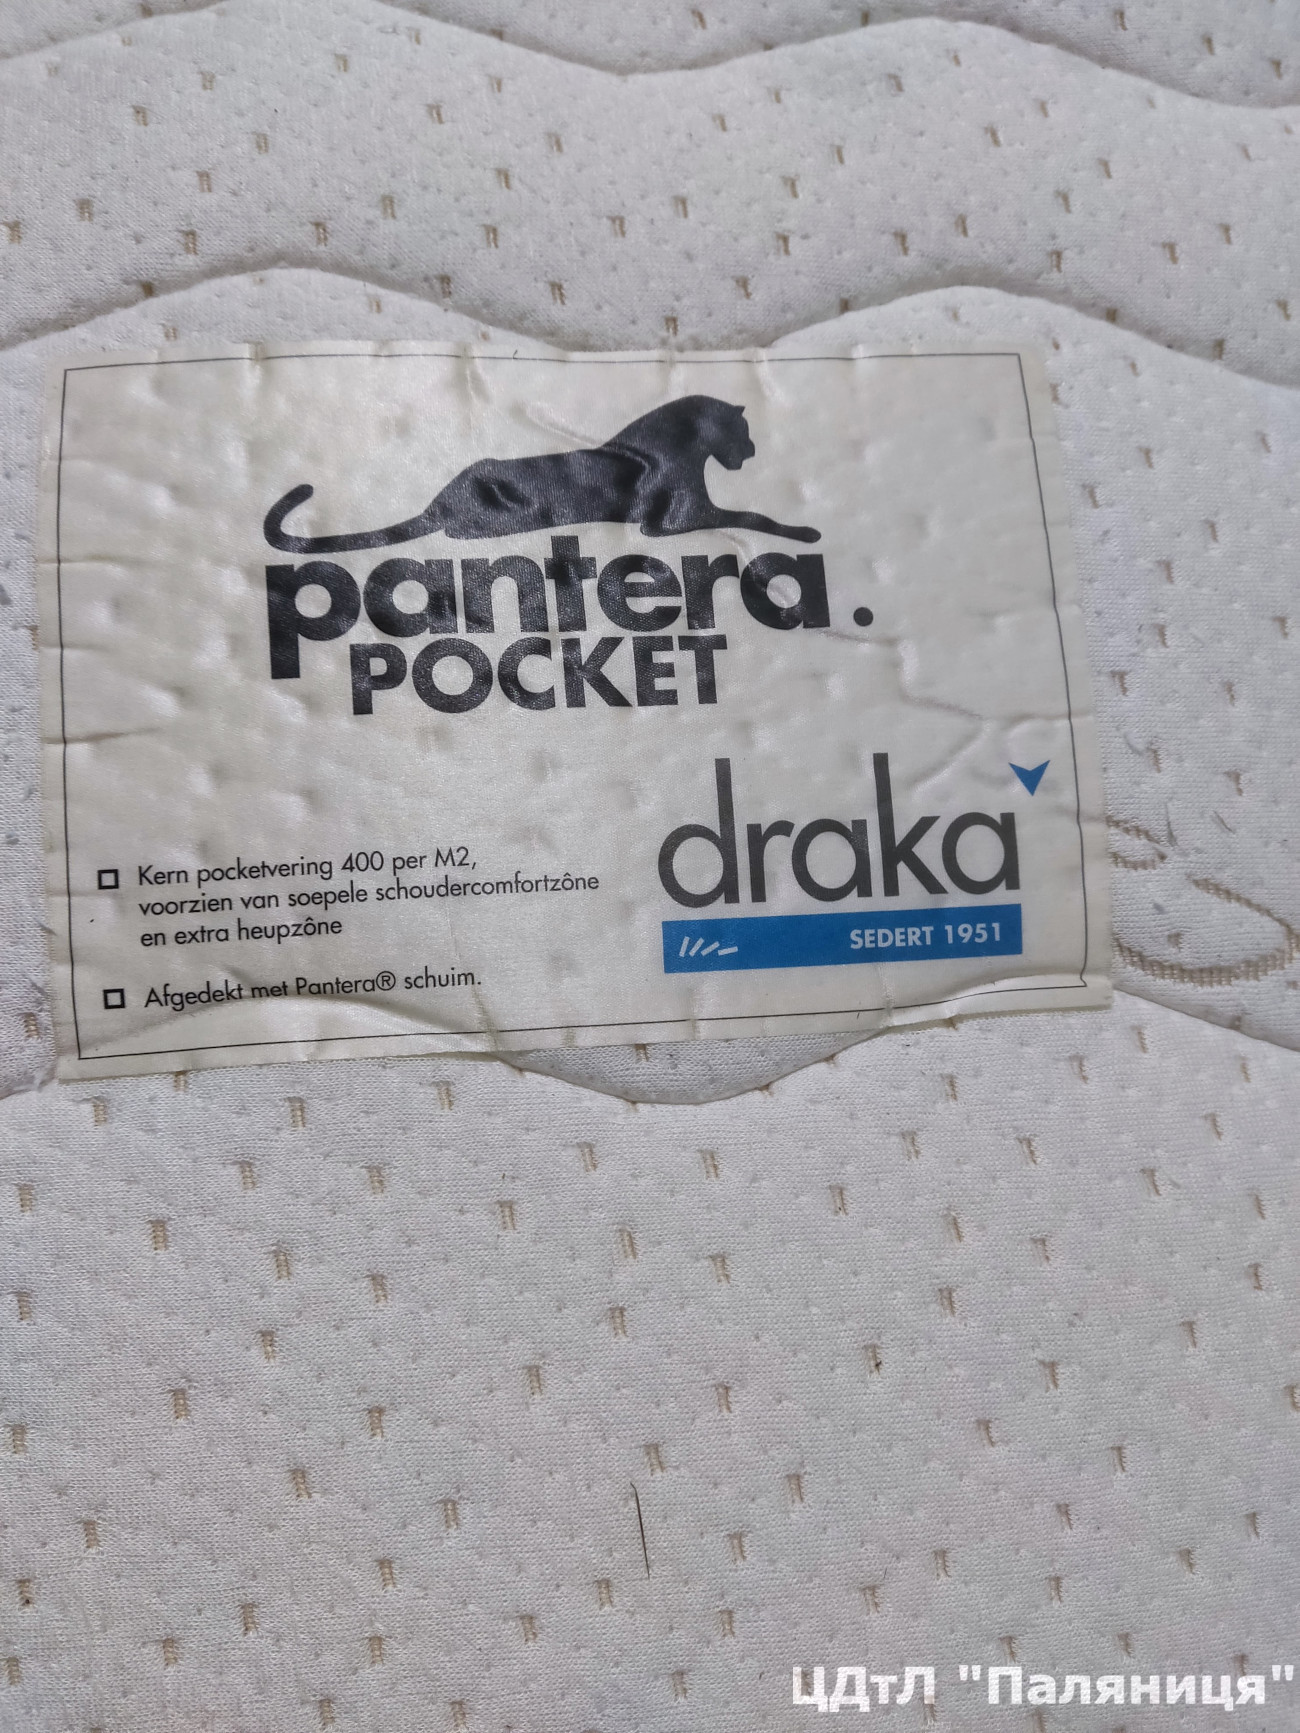 pantera.
POCKET
draka
SEDERT 1951
Kern pocketvering 400 per M2,
voorzien van soepele schoudercomfortzône
en extra heupzône
Afgedekt met Pantera® schuim.
ЦДтЛ "Паляниця"